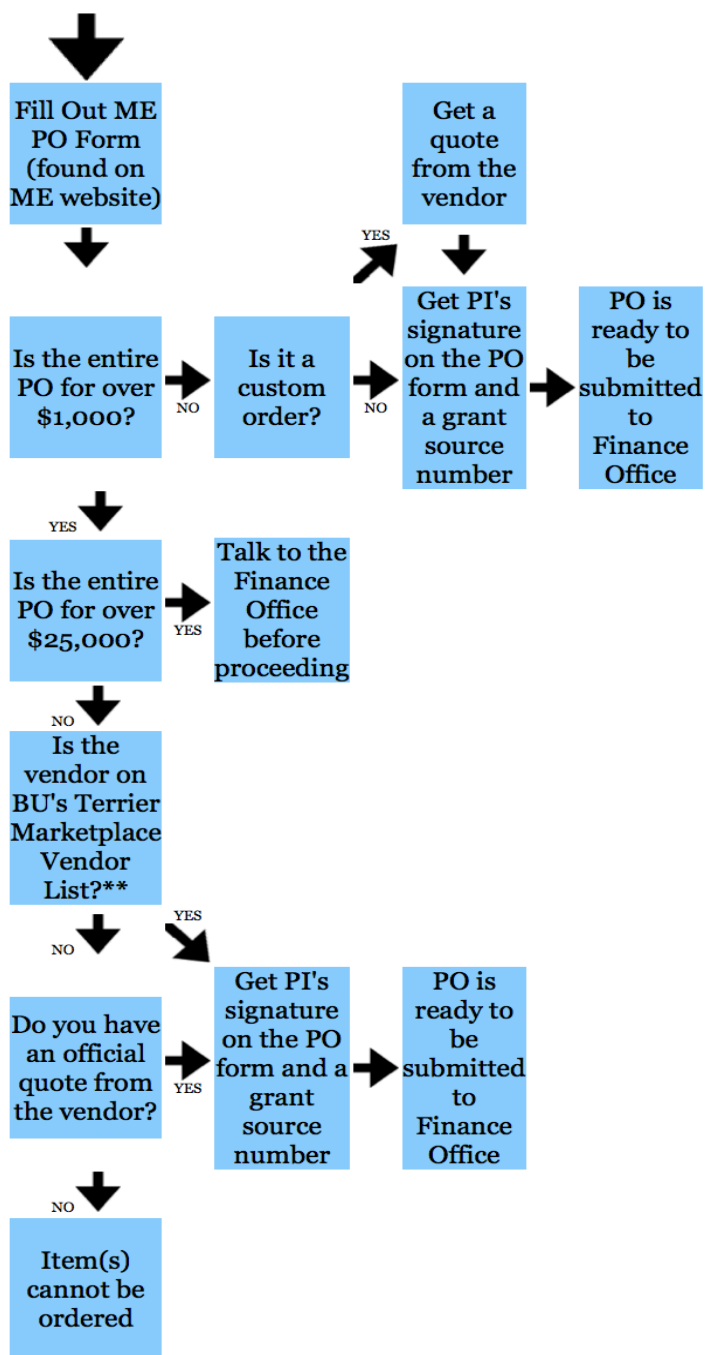 Fill Out ME
PO Form
(found on
ME website)
Get a
quote
from the
vendor
YES
Is the entire
PO for over
$1,000?
NO
Is it a
custom
order?
NO
Get PI's
signature
on the PO
form and
a grant
source
number
PO is
ready to
be
submitted
to
Finance
Office
YES
Is the entire
PO for over
$25,000?
YES
Talk to the
Finance
Office
before
proceeding
NO
Is the
vendor on
BU's Terrier
Marketplace
Vendor
List?**
YES
NO
Do you have
an official
quote from
the vendor?
YES
Get PI's
signature
on the PO
form and a
grant
source
number
PO is
ready to
be
submitted
to
Finance
Office
NO
Item(s)
cannot be
ordered